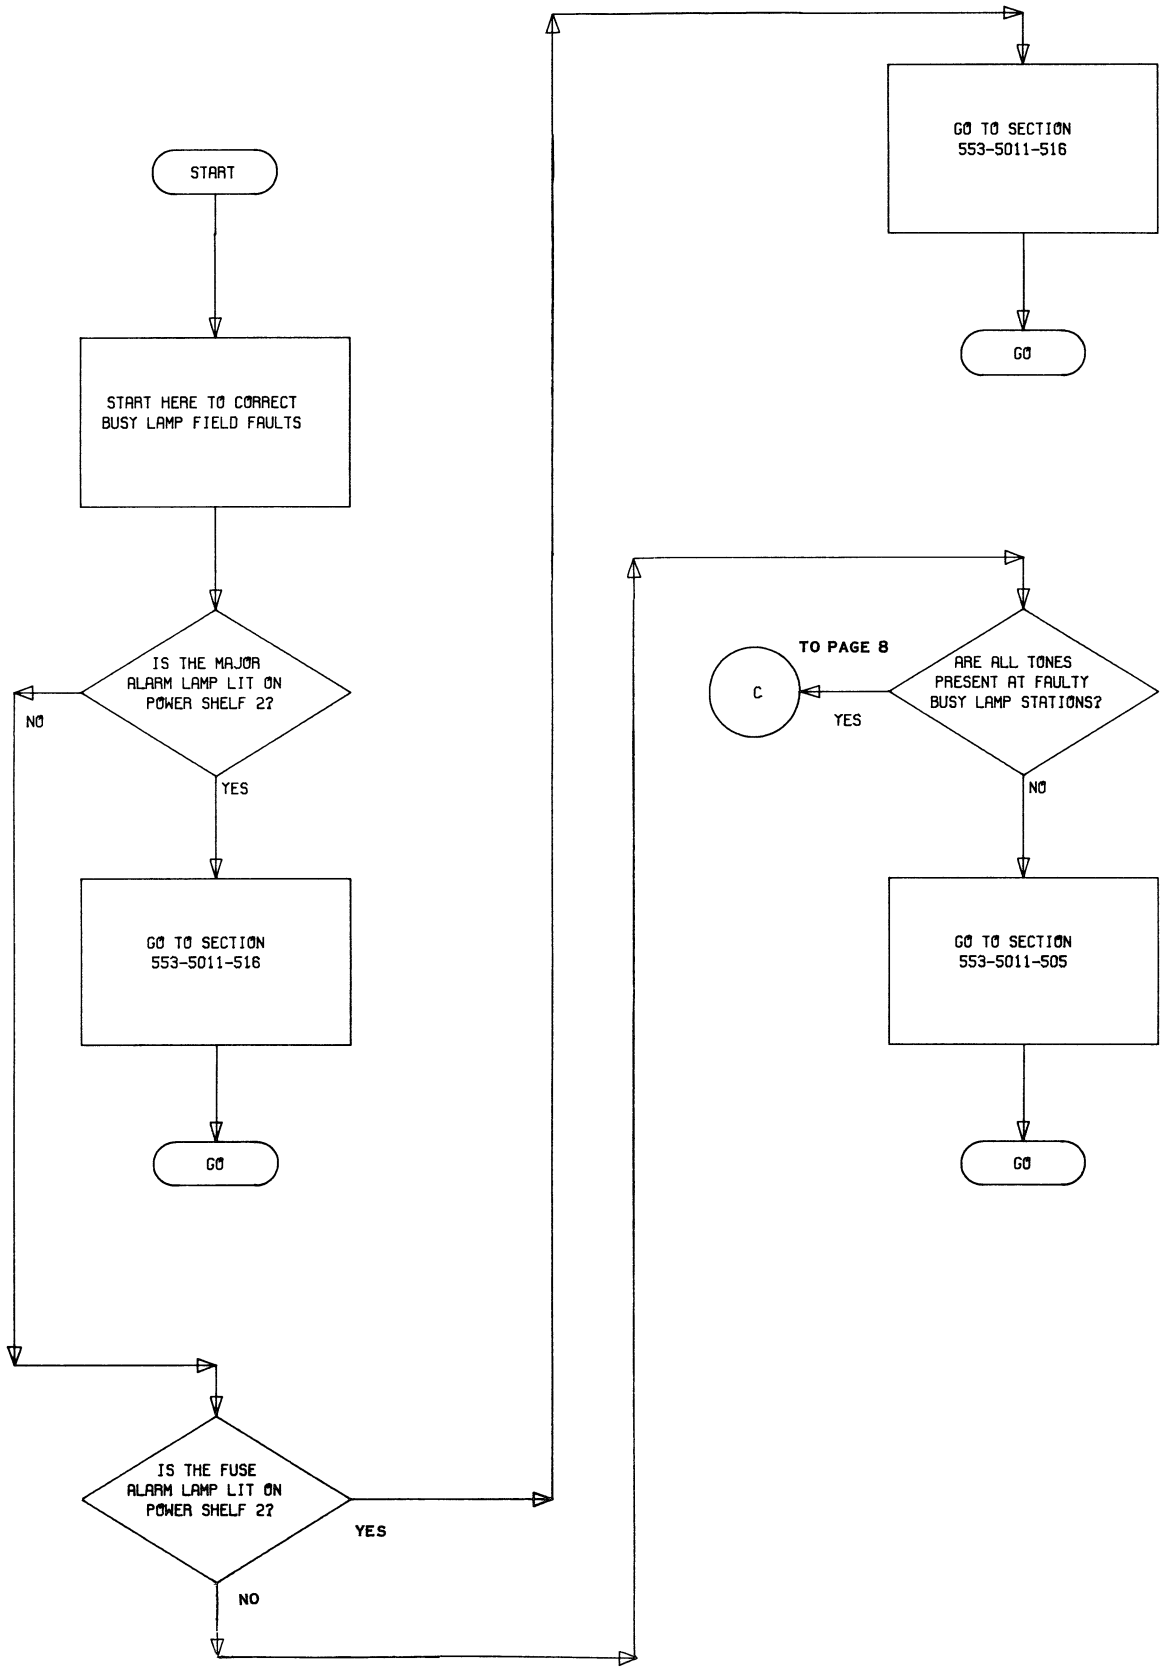 START
START HERE TO CORRECT
BUSY LAMP FIELD FAULTS
IS THE MAJOR
ALARM LAMP LIT ON
POWER SHELF 2?
NO
YES
GO TO SECTION
553-5011-516
GO
IS THE FUSE
ALARM LAMP LIT ON
POWER SHELF 2?
YES
NO
GO TO SECTION
553-5011-516
GO
ARE ALL TONES
PRESENT AT FAULTY
BUSY LAMP STATIONS?
TO PAGE 8
C
YES
NO
GO TO SECTION
553-5011-505
GO